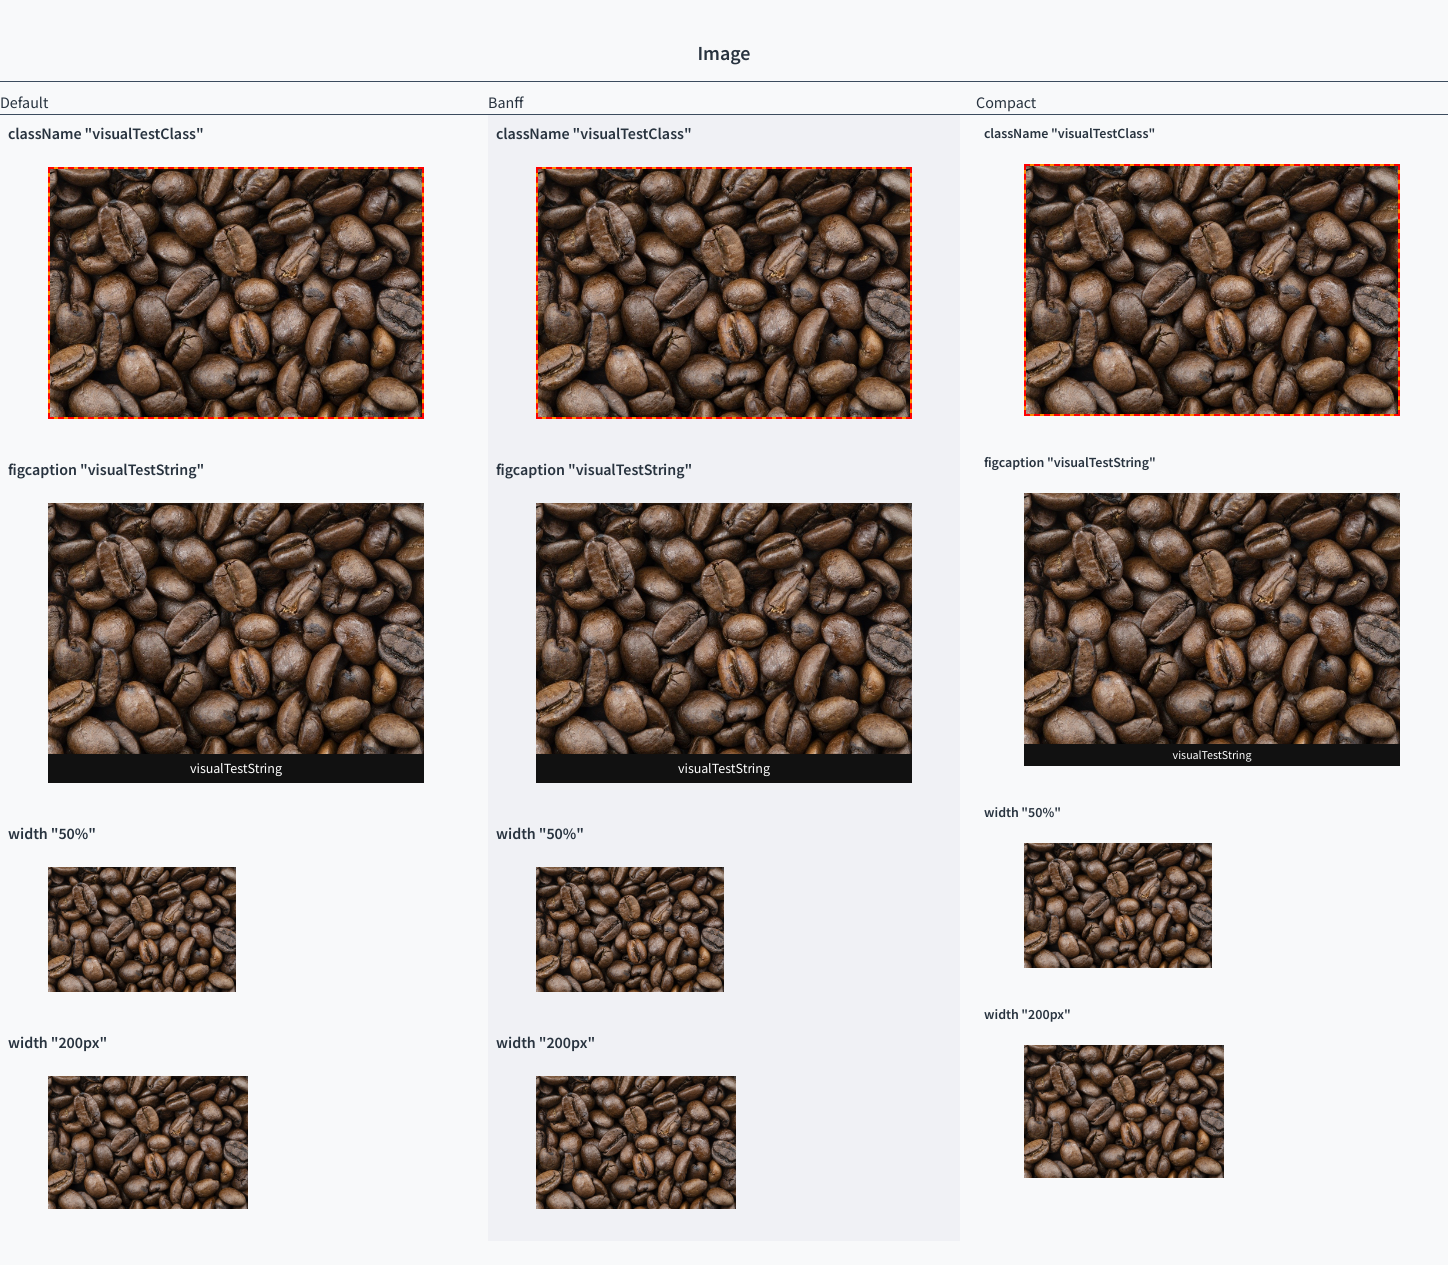 Image
Default
Banff
Compact
className "visualTestClass"
className "visualTestClass"
className "visualTestClass"
figcaption "visualTestString"
figcaption "visualTestString"
figcaption "visualTestString"
visualTestString
visualTestString
visualTestString
width "50%"
width "50%"
width "50%"
width "200px"
width "200px"
width "200px"